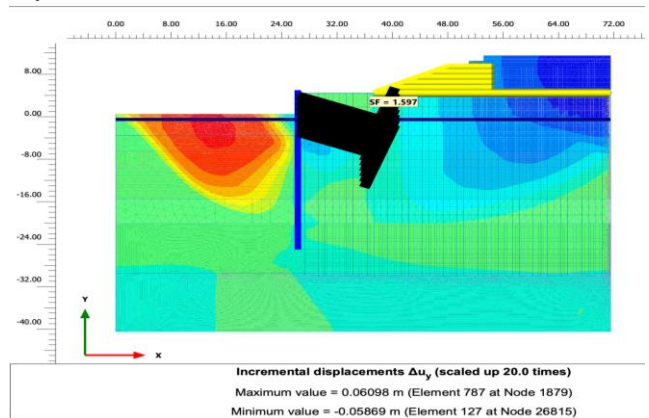 0.00 8.00 16.00 24.00 32.00 40.00 48.00 56.00 64.00 72.00
8.00
SF = 1.597
0.00
-8.00
-16.00
-24.00
-32.00
Y
-40.00
X
Incremental displacements Δuy (scaled up 20.0 times)
Maximum value = 0.06098 m (Element 787 at Node 1879)
Minimum value = -0.05869 m (Element 127 at Node 26815)